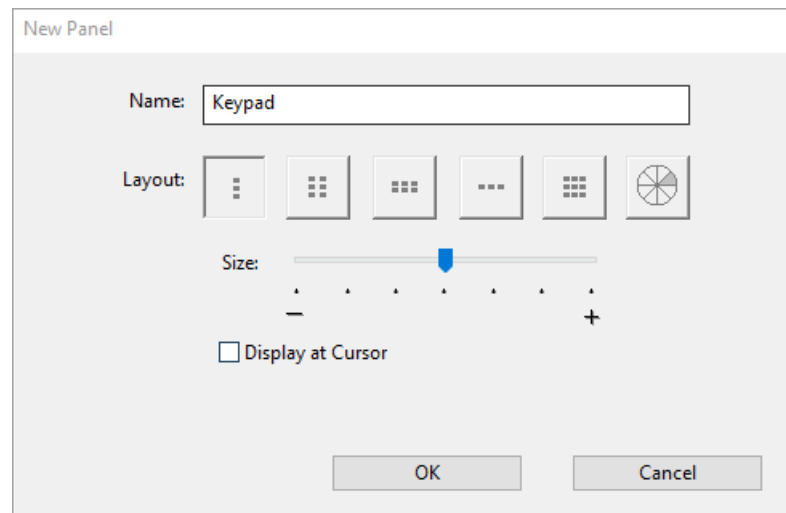 New Panel
Name: Keypad
Layout:
Size:
− +
Display at Cursor
OK Cancel